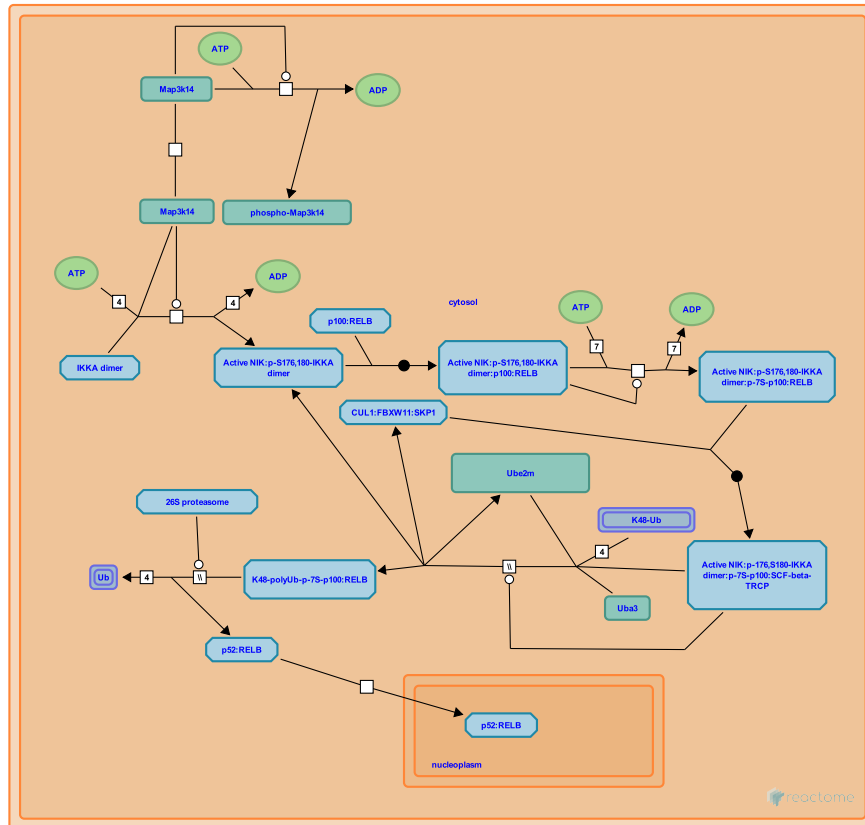 ATP
Map3k14
ADP
Map3k14
phospho-Map3k14
ATP
4
4
ADP
cytosol
p100:RELB
ATP
ADP
IKKA dimer
Active NIK:p-S176,180-IKKA
dimer
Active NIK:p-S176,180-IKKA
dimer:p100:RELB
7
7
Active NIK:p-S176,180-IKKA
dimer:p-7S-p100:RELB
CUL1:FBXW11:SKP1
Ube2m
26S proteasome
K48-Ub
4
Ub
4
\\
K48-polyUb-p-7S-p100:RELB
\\
Uba3
Active NIK:p-176,S180-IKKA
dimer:p-7S-p100:SCF-beta-
TRCP
p52:RELB
p52:RELB
nucleoplasm
reactome